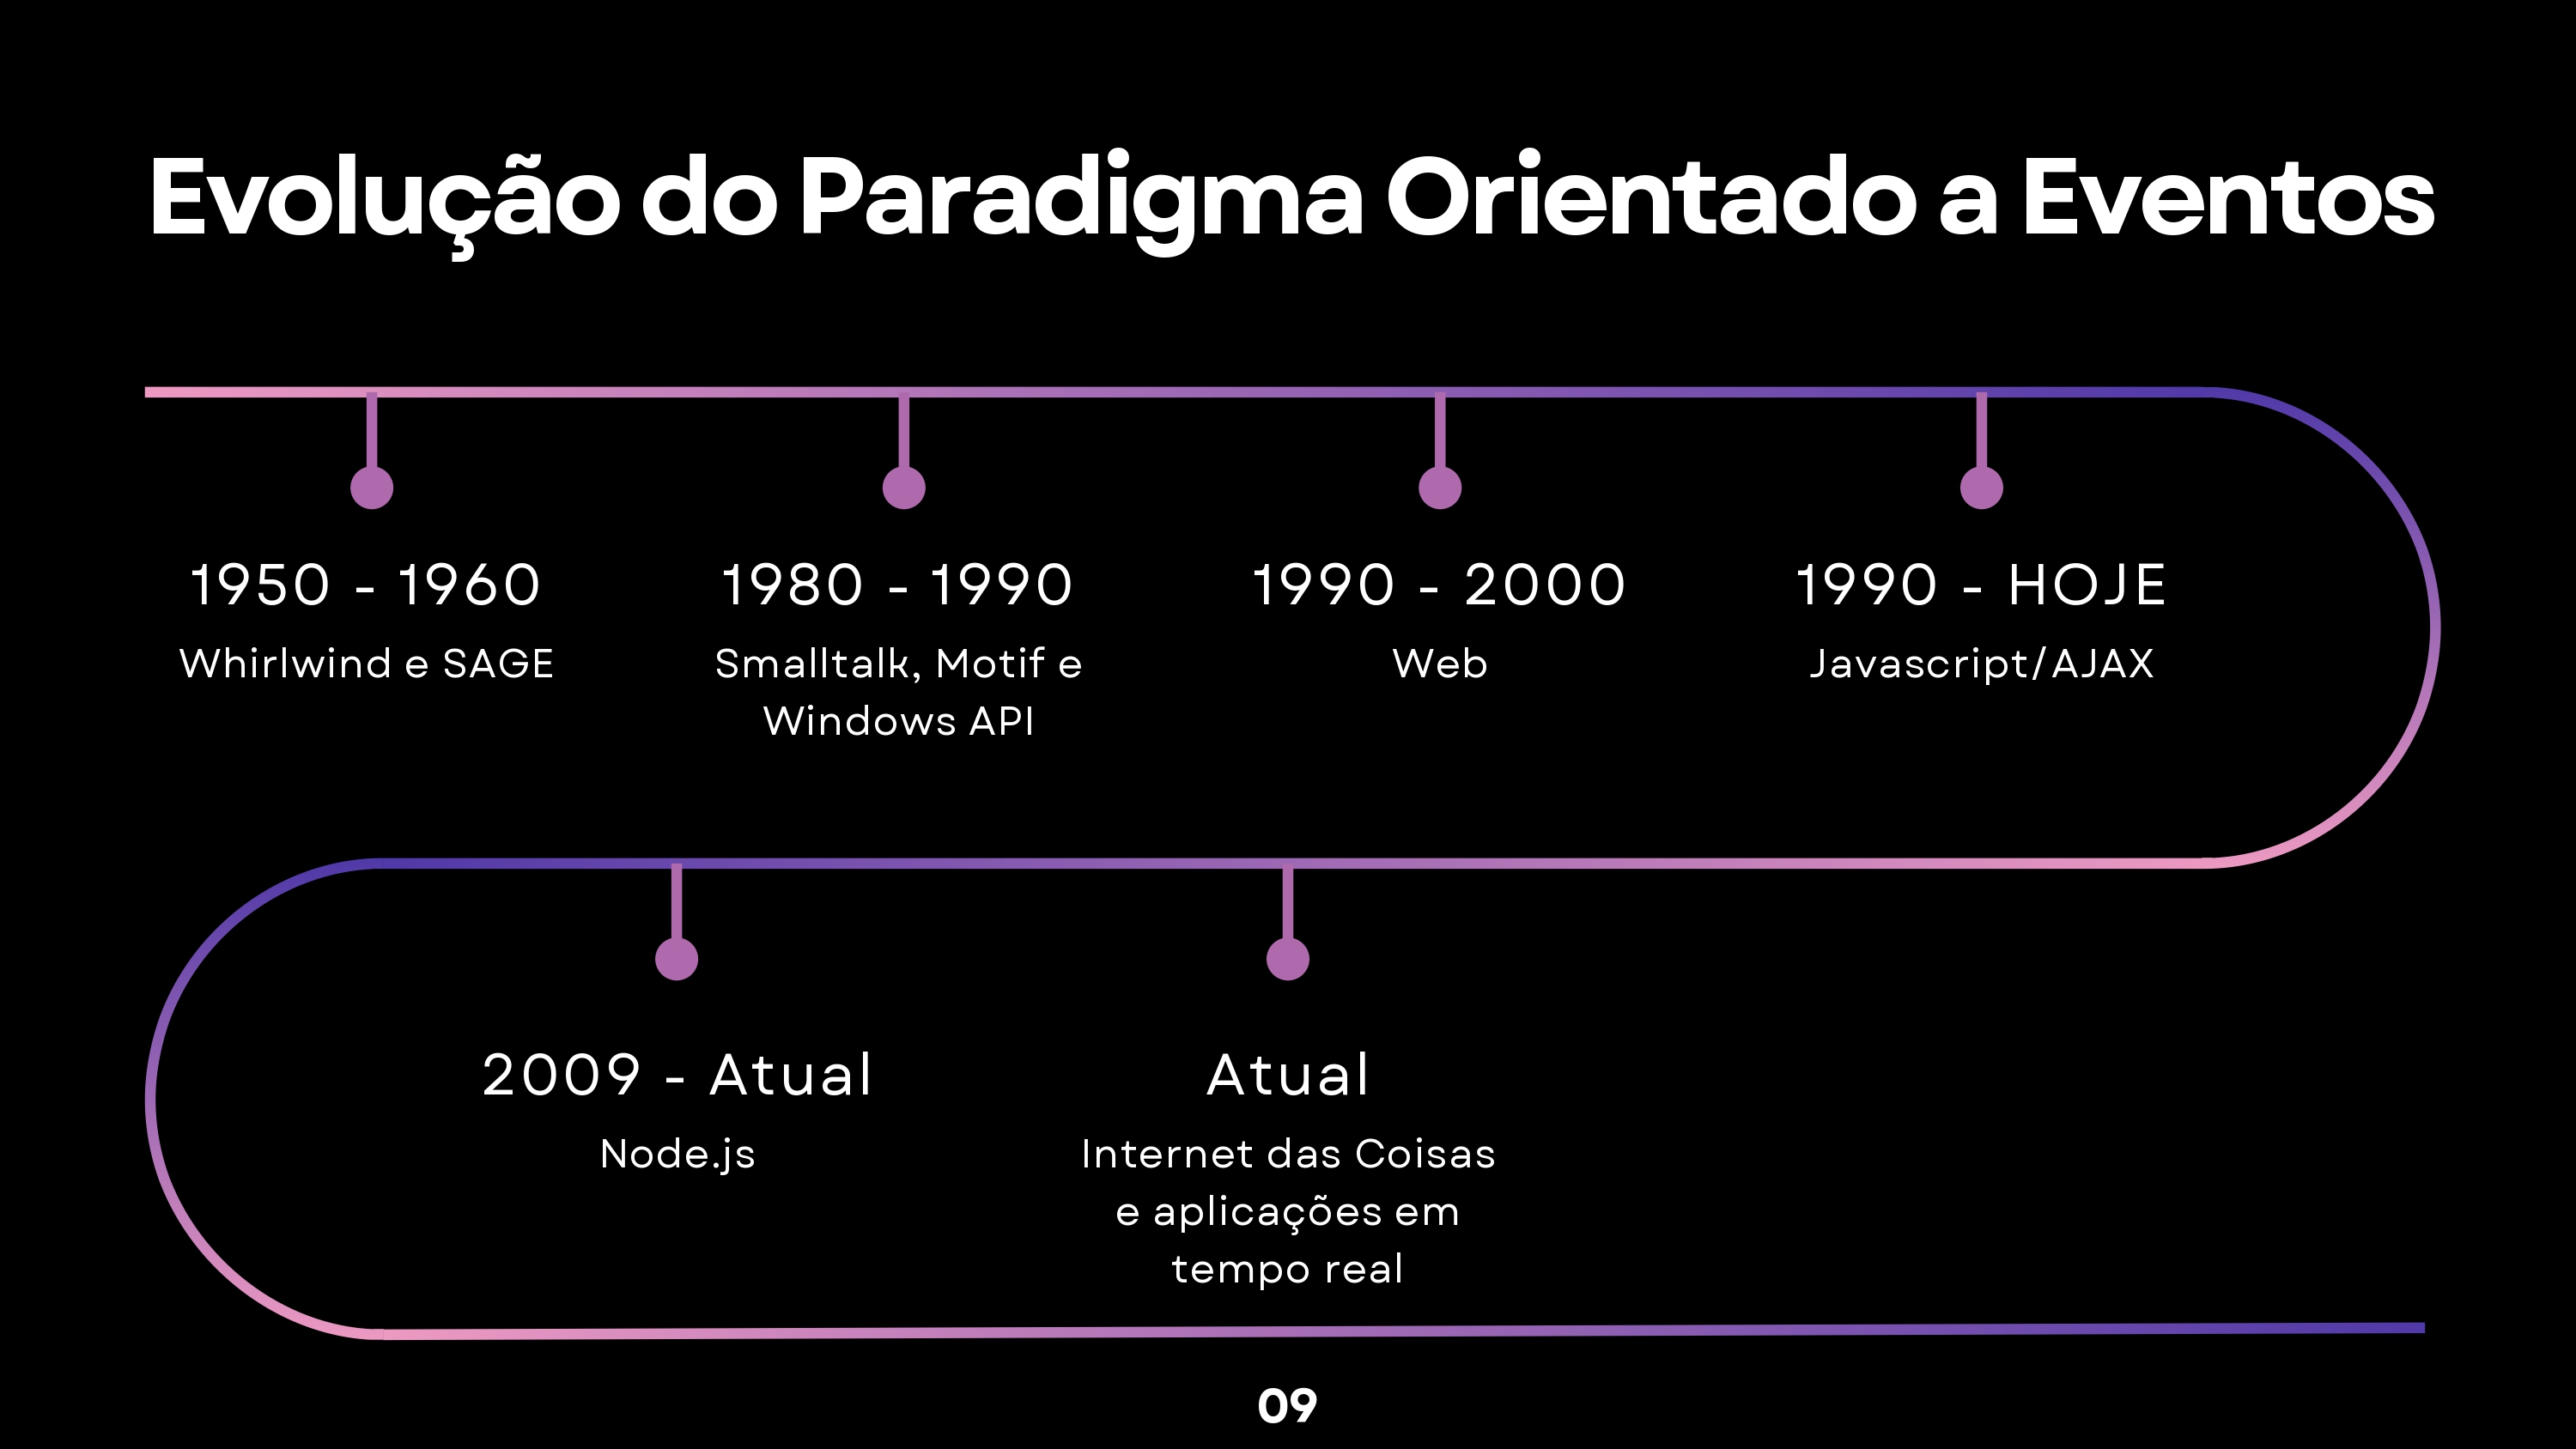 Evolução do Paradigma Orientado a Eventos
1950 - 1960
Whirlwind e SAGE
1980 - 1990
Smalltalk, Motif e
Windows API
1990 - 2000
Web
1990 - HOJE
Javascript/AJAX
2009 - Atual
Node.js
Atual
Internet das Coisas
e aplicações em
tempo real
09